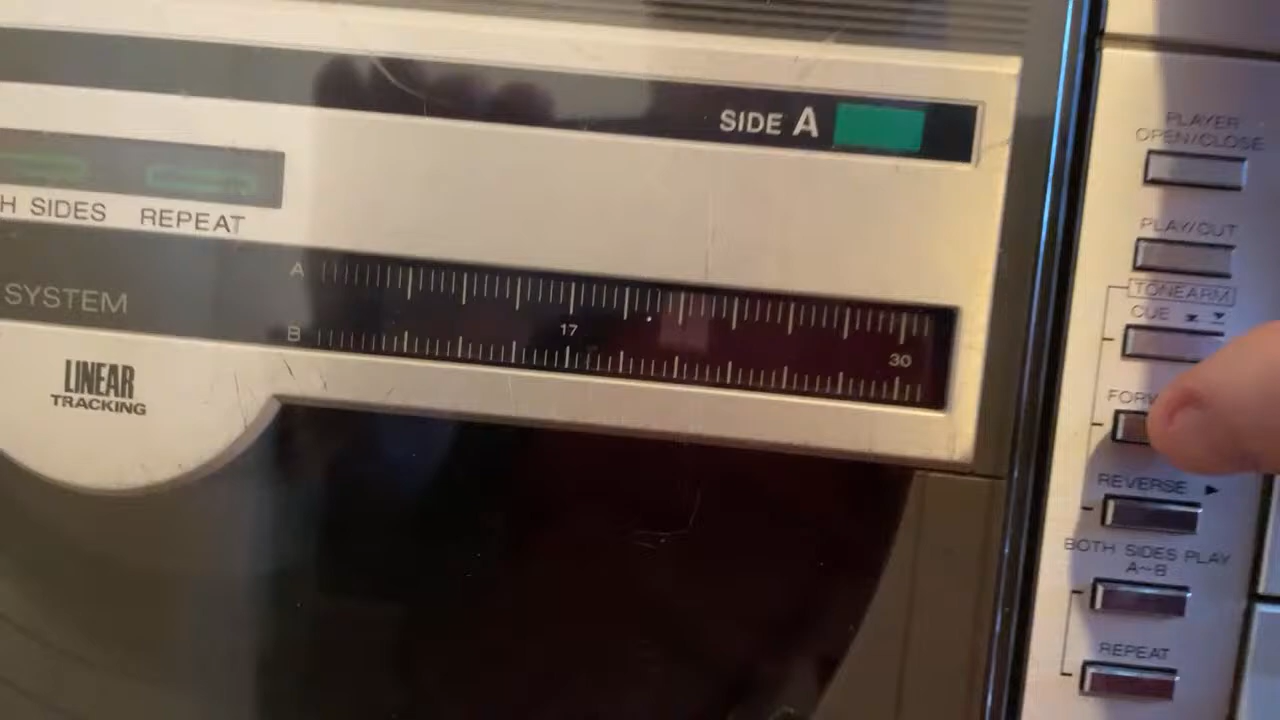 SIDE A
H SIDES REPEAT
SYSTEM
A
17 30
B
LINEAR
TRACKING
PLAYER
OPEN/CLOSE
PLAY/CUT
TONEARM
CUE
FORW
REVERSE ►
BOTH SIDES PLAY
A~B
REPEAT